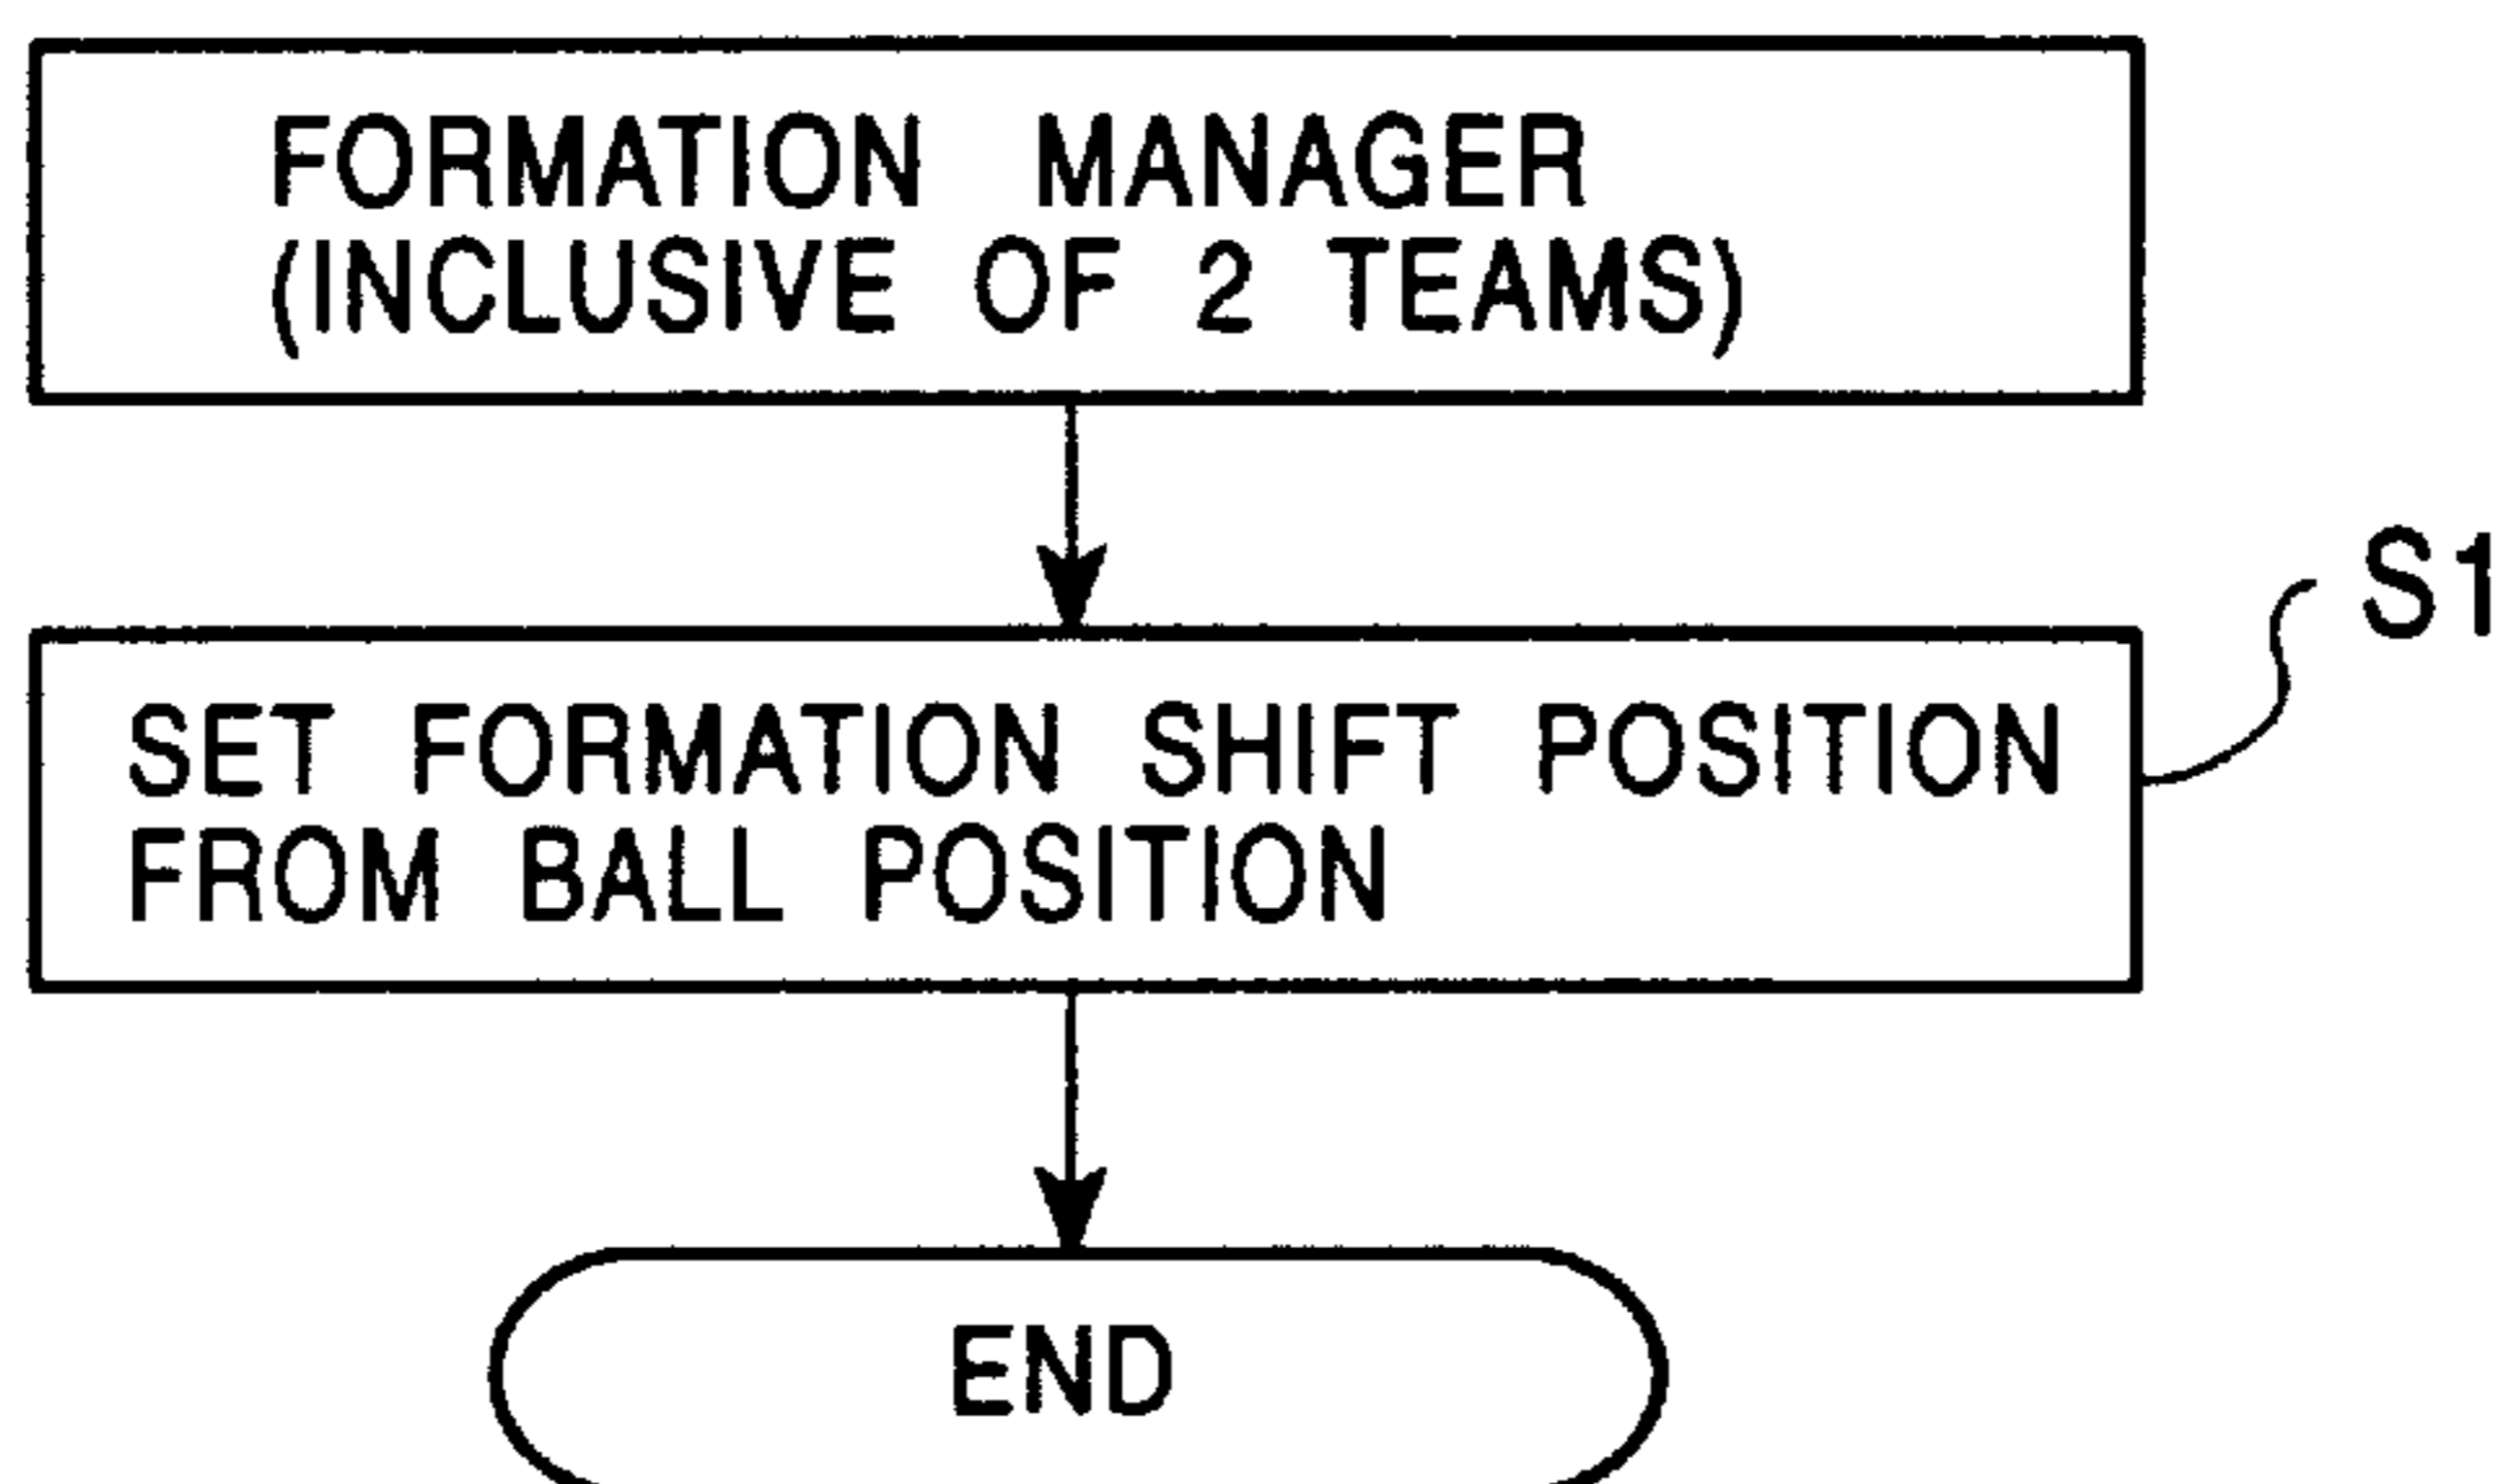 FORMATION MANAGER
(INCLUSIVE OF 2 TEAMS)
S1
SET FORMATION SHIFT POSITION
FROM BALL POSITION
END